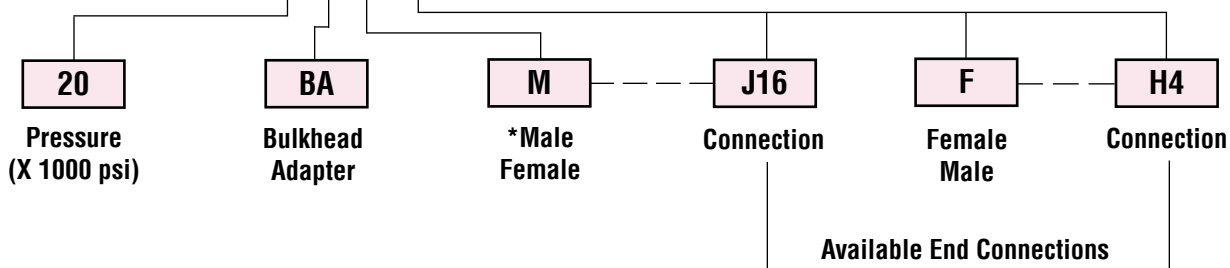 20
BA
M
J16
F
H4
Pressure
(X 1000 psi)
Bulkhead
Adapter
*Male
Female
Connection
Female
Male
Connection
Available End Connections